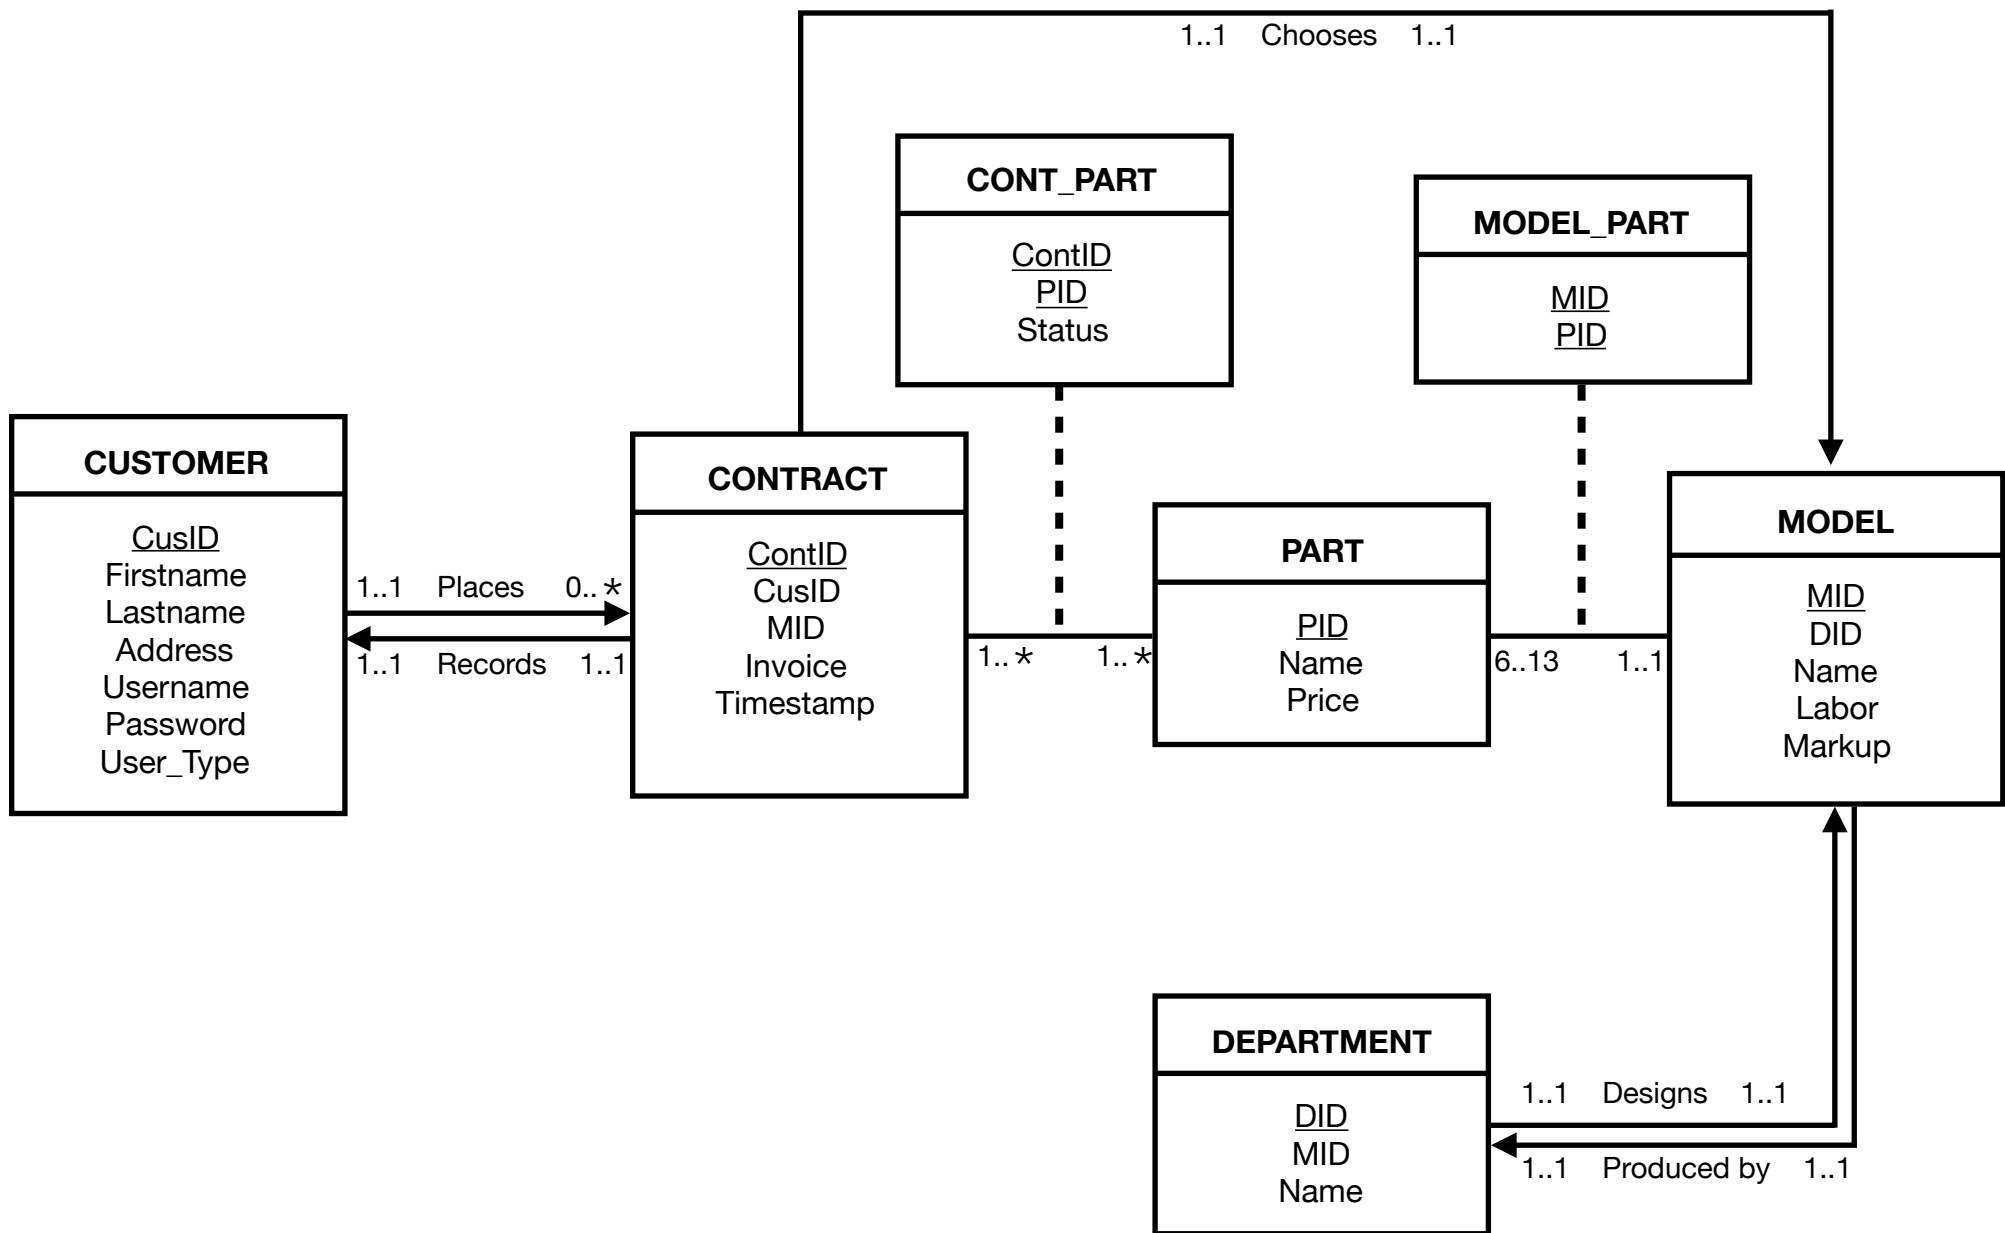 1..1 Chooses 1..1
CONT_PART
ContID
PID
Status
MODEL_PART
MID
PID
CUSTOMER
CusID
Firstname
Lastname
Address
Username
Password
User_Type
1..1 Places 0..*
1..1 Records 1..1
CONTRACT
ContID
CusID
MID
Invoice
Timestamp
1..* 1..*
PART
PID
Name
Price
6..13 1..1
MODEL
MID
DID
Name
Labor
Markup
DEPARTMENT
DID
MID
Name
1..1 Designs 1..1
1..1 Produced by 1..1